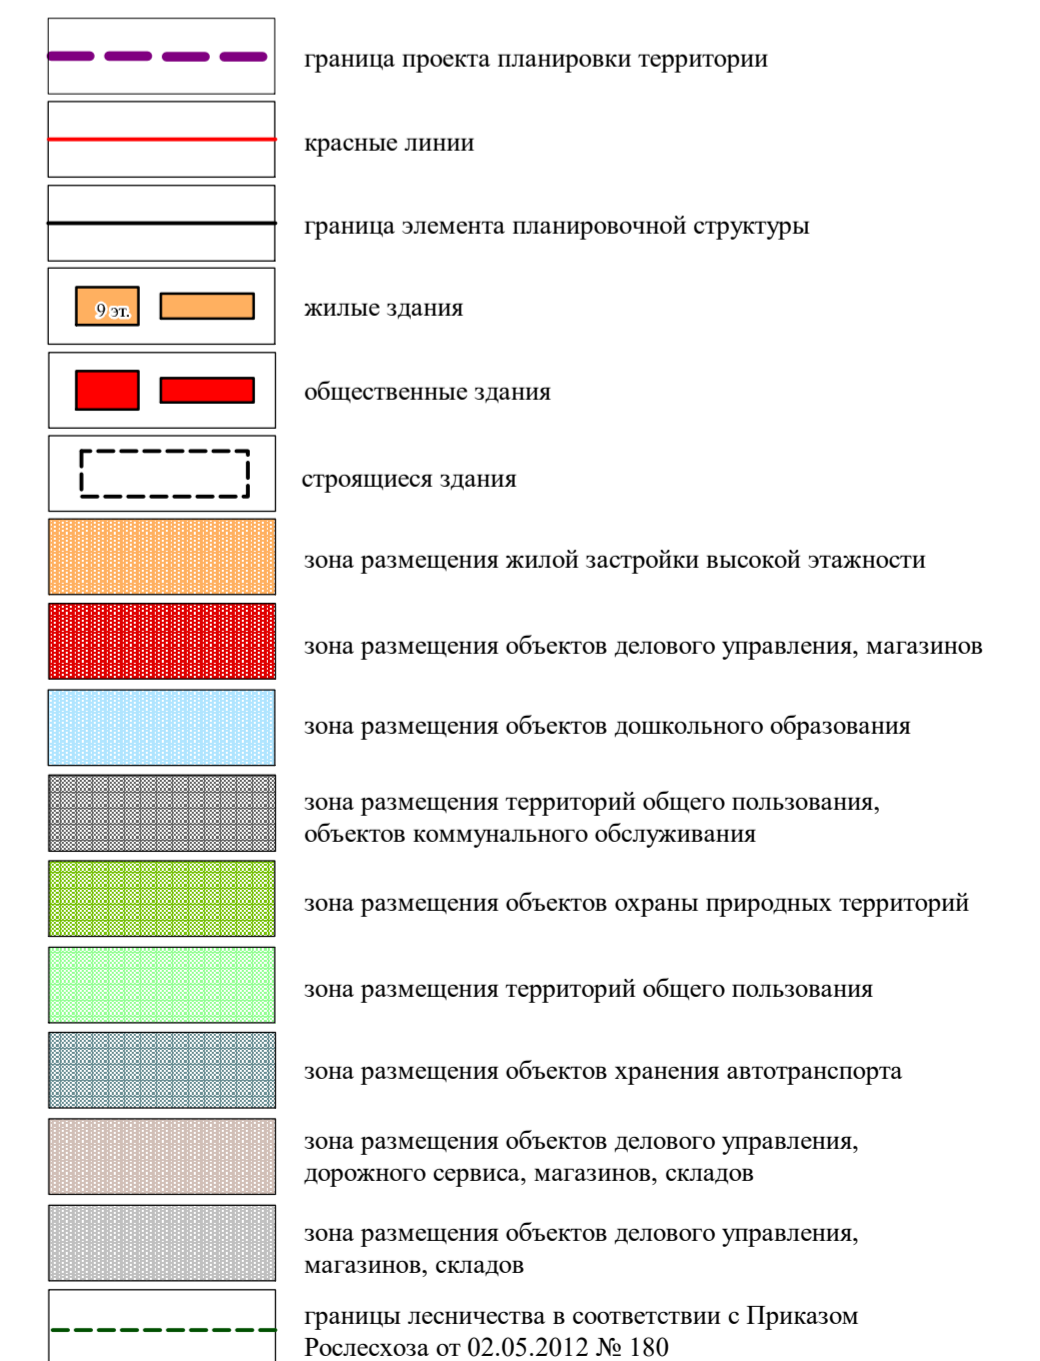 граница проекта планировки территории
красные линии
граница элемента планировочной структуры
9 эт.
жилые здания
общественные здания
строящиеся здания
зона размещения жилой застройки высокой этажности
зона размещения объектов делового управления, магазинов
зона размещения объектов дошкольного образования
зона размещения территорий общего пользования,
объектов коммунального обслуживания
зона размещения объектов охраны природных территорий
зона размещения территорий общего пользования
зона размещения объектов хранения автотранспорта
зона размещения объектов делового управления,
дорожного сервиса, магазинов, складов
зона размещения объектов делового управления,
магазинов, складов
границы лесничества в соответствии с Приказом
Рослесхоза от 02.05.2012 № 180